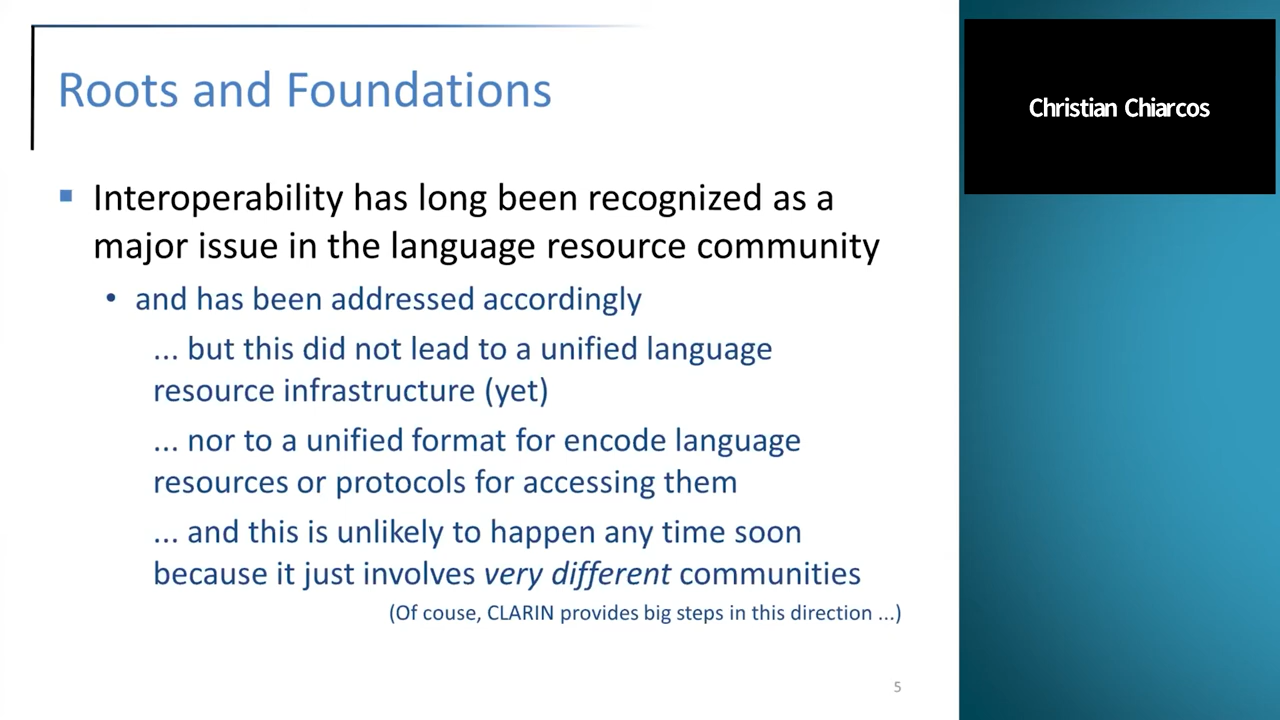 Roots and Foundations
Christian Chiarcos
Interoperability has long been recognized as a
major issue in the language resource community
• and has been addressed accordingly
... but this did not lead to a unified language
resource infrastructure (yet)
... nor to a unified format for encode language
resources or protocols for accessing them
... and this is unlikely to happen any time soon
because it just involves very different communities
(Of couse, CLARIN provides big steps in this direction ...)
5